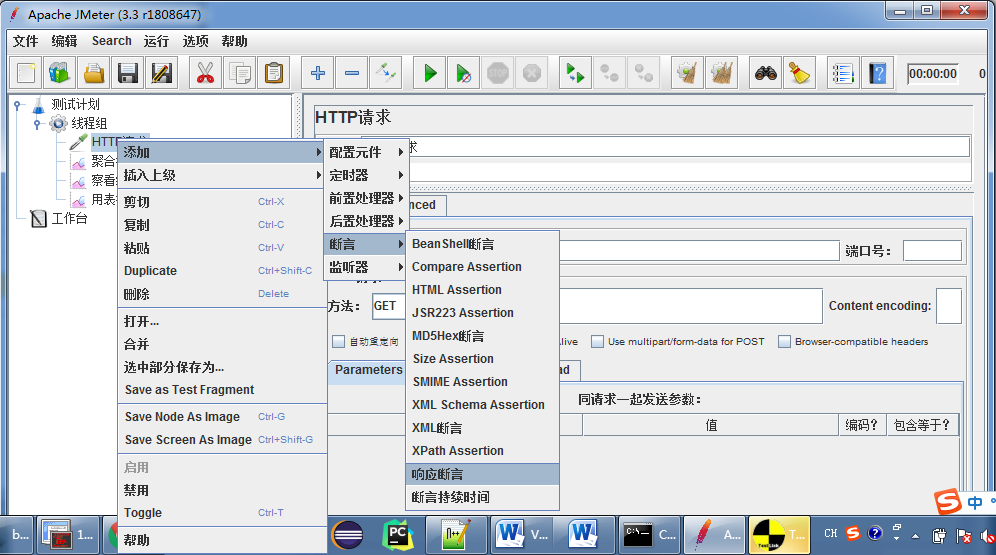 Apache JMeter (3.3 r1808647)
文件 编辑 Search 运行 选项 帮助
00:00:00 0
测试计划
线程组
HTTP请求
聚合
察看
用表
工作台
HTTP请求
求
添加
插入上级
剪切 Ctrl-X
复制 Ctrl-C
粘贴 Ctrl-V
Duplicate Ctrl+Shift-C
删除 Delete
打开...
合并
选中部分保存为...
Save as Test Fragment
Save Node As Image Ctrl-G
Save Screen As Image Ctrl+Shift-G
启用
禁用
Toggle Ctrl-T
帮助
配置元件
定时器
前置处理器
后置处理器
断言
监听器
BeanShell断言
Compare Assertion
HTML Assertion
JSR223 Assertion
MD5Hex断言
Size Assertion
SMIME Assertion
XML Schema Assertion
XML断言
XPath Assertion
响应断言
断言持续时间
nced
端口号：
方法： GET
Content encoding:
自动重定向
Alive
Use multipart/form-data for POST
Browser-compatible headers
Parameters
ad
同请求一起发送参数：
值 编码？ 包含等于？
中
b... 1... V... W C:\ C... A... T... CH